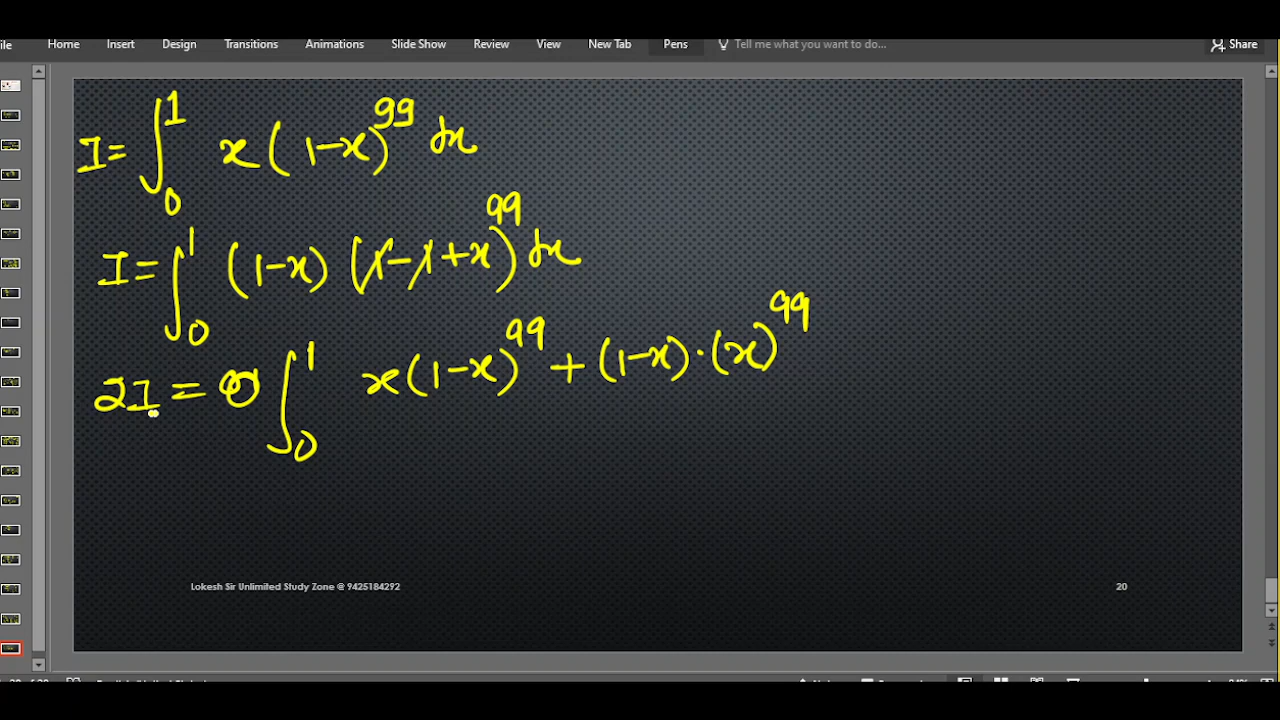 ile Home Insert Design Transitions Animations Slide Show Review View New Tab Pens Tell me what you want to do... Share
I = ∫₀¹ x(1-x)⁹⁹ dx
I = ∫₀¹ (1-x) (1-1+x)⁹⁹ dx
2I = ∫₀¹ x(1-x)⁹⁹ + (1-x)·(x)⁹⁹
Lokesh Sir Unlimited Study Zone @ 9425184292 20